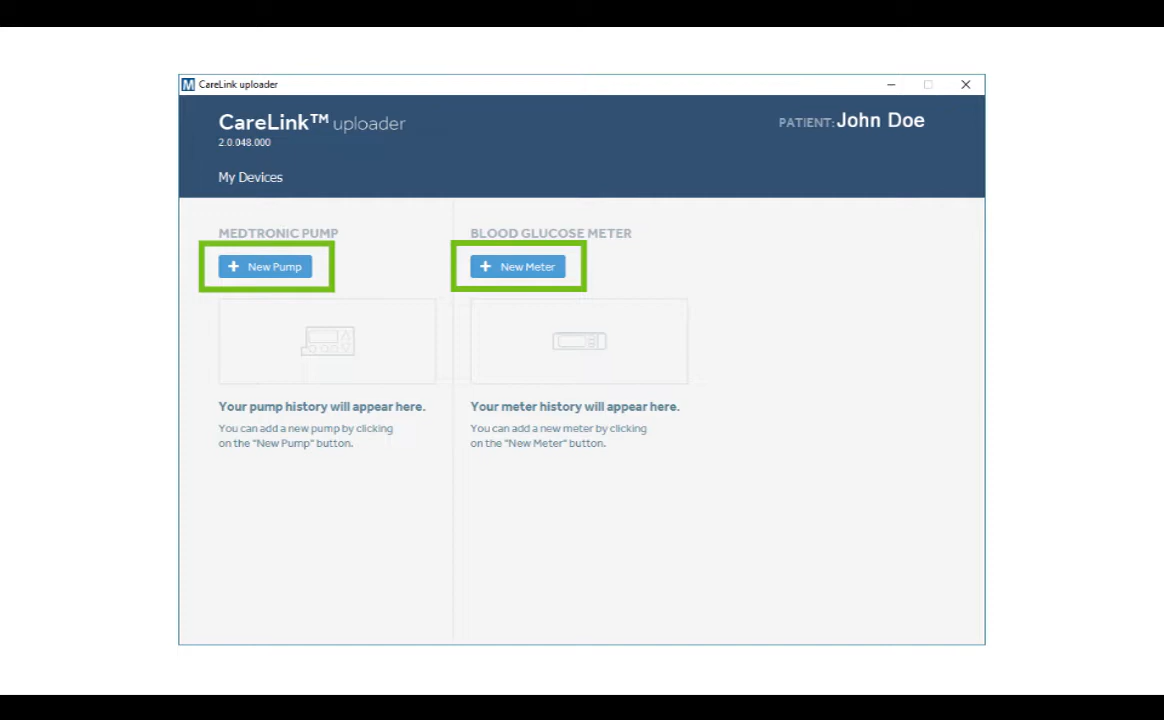 M CareLink uploader
CareLink™ uploader
2.0.048.000
PATIENT: John Doe
My Devices
MEDTRONIC PUMP
+ New Pump
Your pump history will appear here.
You can add a new pump by clicking
on the "New Pump" button.
BLOOD GLUCOSE METER
+ New Meter
Your meter history will appear here.
You can add a new meter by clicking
on the "New Meter" button.